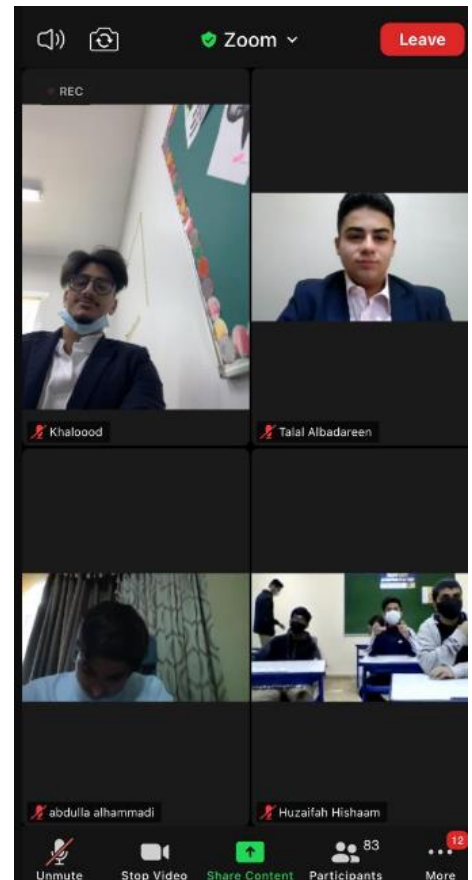 Zoom
Leave
REC
Khaloood
Talal Albadareen
abdulla alhammadi
Huzaifah Hishaam
83
12
Unmute
Stop Video
Share Content
Participants
More